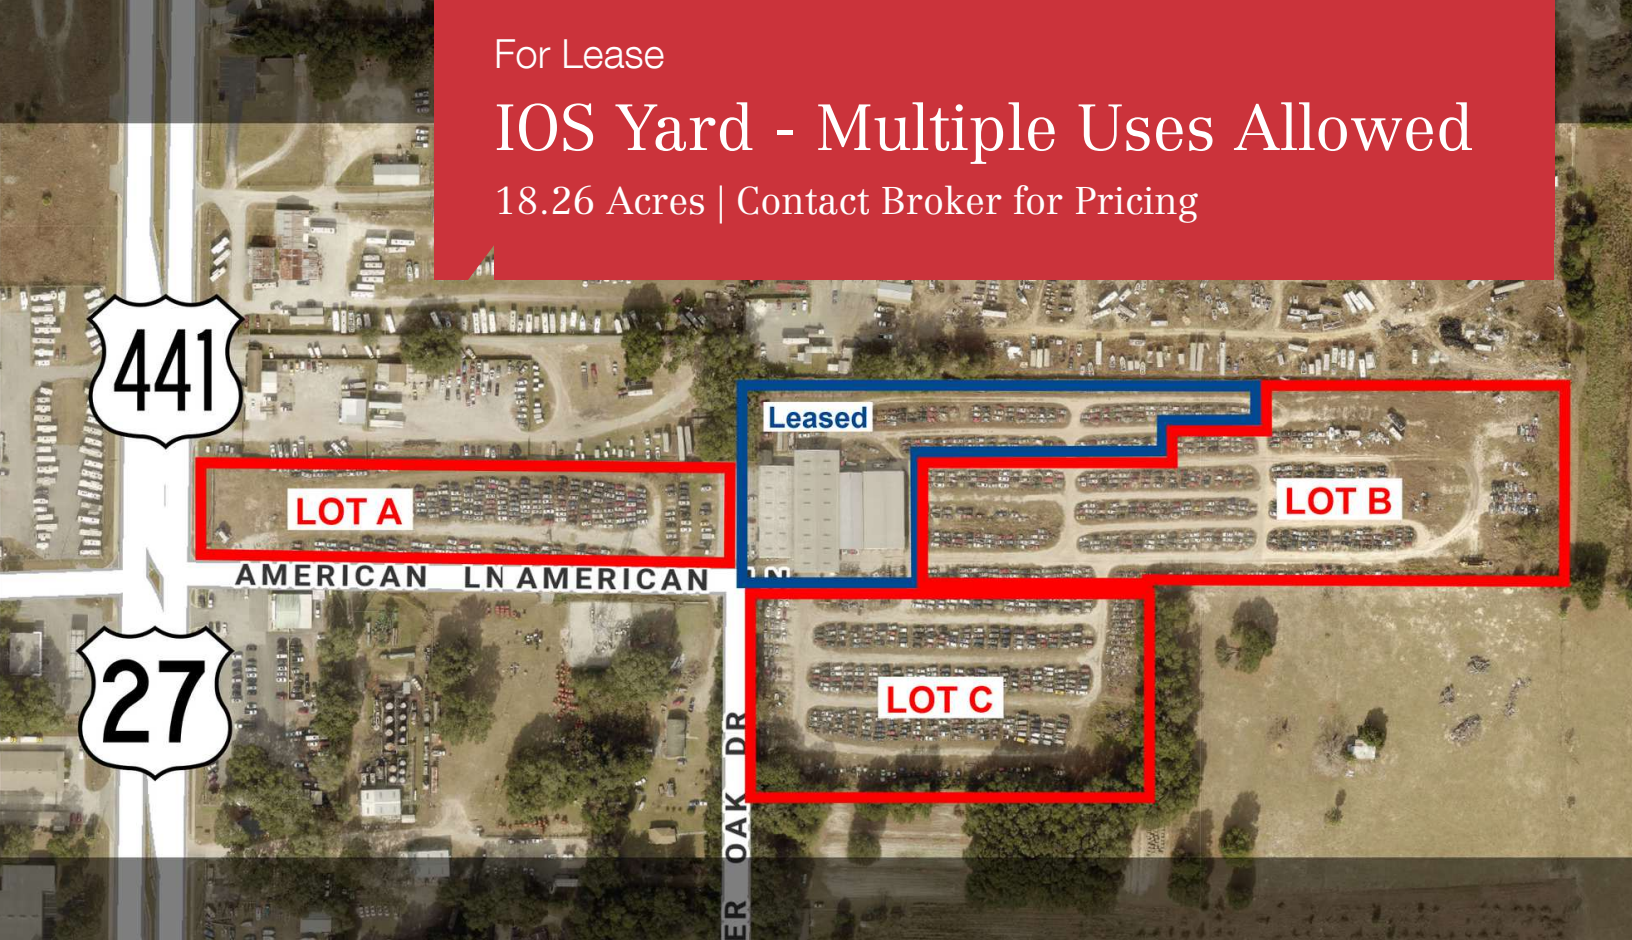 For Lease
IOS Yard - Multiple Uses Allowed
18.26 Acres | Contact Broker for Pricing
441
Leased
LOT A
LOT B
AMERICAN LN AMERICAN LN
LOT C
27
ER OAK DR